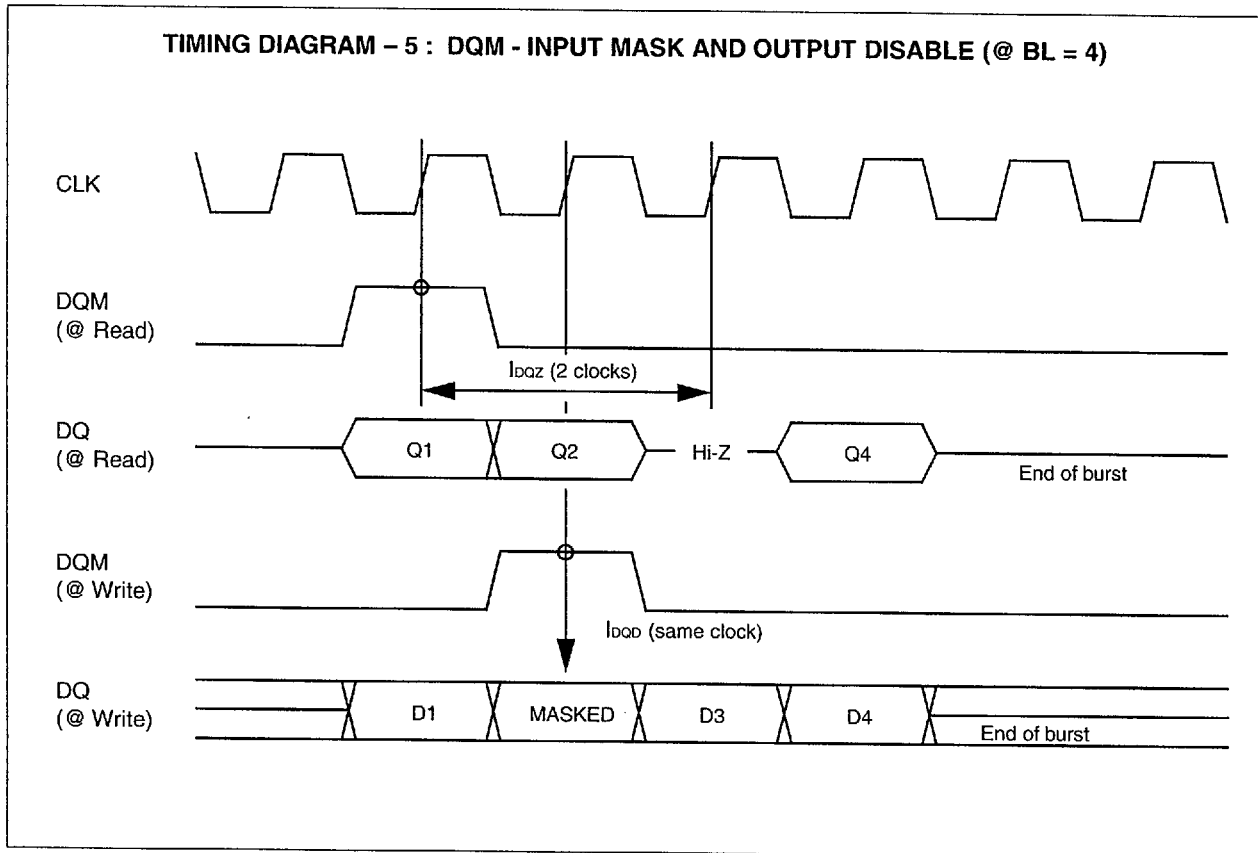 TIMING DIAGRAM – 5 : DQM - INPUT MASK AND OUTPUT DISABLE (@ BL = 4)
CLK
DQM
(@ Read)
IDQZ (2 clocks)
DQ
(@ Read)
Q1
Q2
Hi-Z
Q4
End of burst
DQM
(@ Write)
IDQD (same clock)
DQ
(@ Write)
D1
MASKED
D3
D4
End of burst